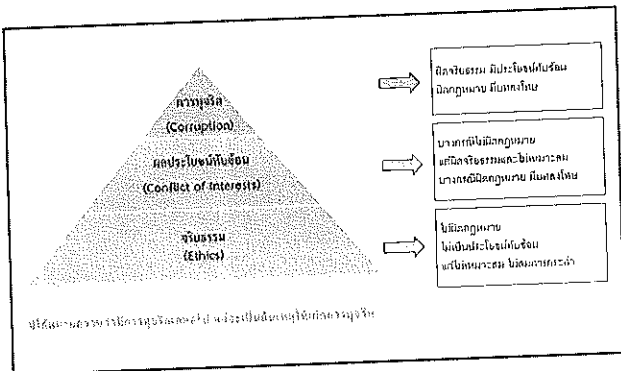 การทุจริต
(Corruption)
ผลประโยชน์ทับซ้อน
(Conflict of Interests)
จริยธรรม
(Ethics)
ผิดจริยธรรม มีประโยชน์ทับซ้อน
ผิดกฎหมาย มีบทลงโทษ
บางกรณีไม่ผิดกฎหมาย
แต่ผิดจริยธรรมและไม่เหมาะสม
บางกรณีผิดกฎหมาย มีบทลงโทษ
ไม่ผิดกฎหมาย
ไม่เป็นประโยชน์ทับซ้อน
แต่ไม่เหมาะสม ไม่สมควรกระทำ